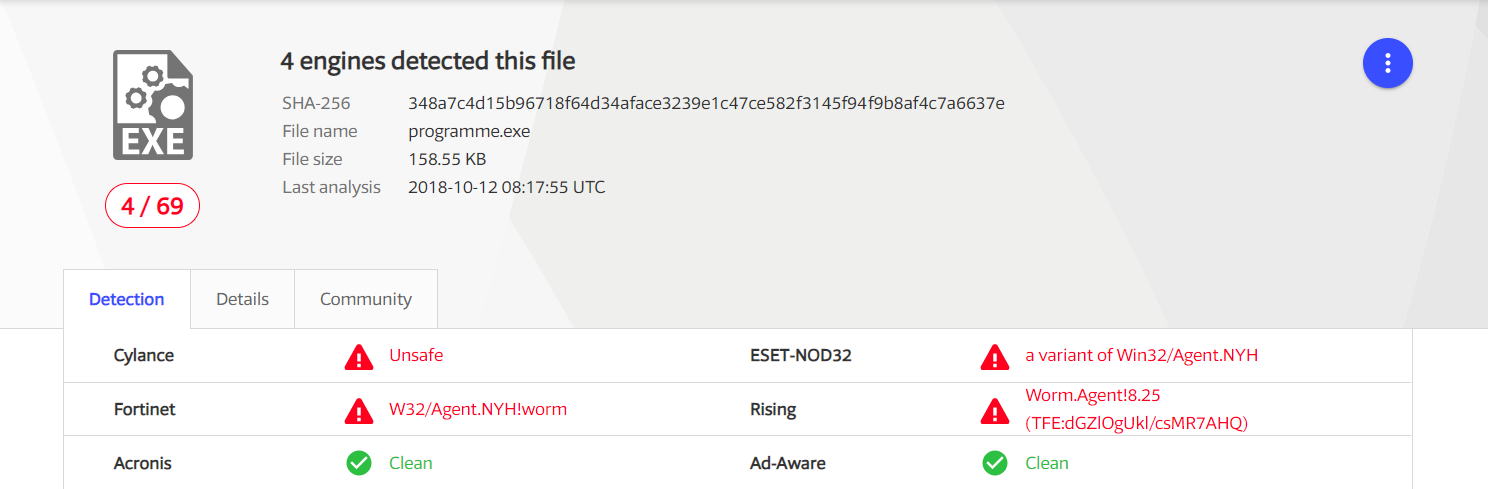 4 engines detected this file
SHA-256 348a7c4d15b96718f64d34aface3239e1c47ce582f3145f94f9b8af4c7a6637e
File name programme.exe
File size 158.55 KB
Last analysis 2018-10-12 08:17:55 UTC
EXE
4 / 69
Detection Details Community
Cylance Unsafe ESET-NOD32 a variant of Win32/Agent.NYH
Fortinet W32/Agent.NYH!worm Rising Worm.Agent!8.25
(TFE:dGZlOgUkl/csMR7AHQ)
Acronis Clean Ad-Aware Clean